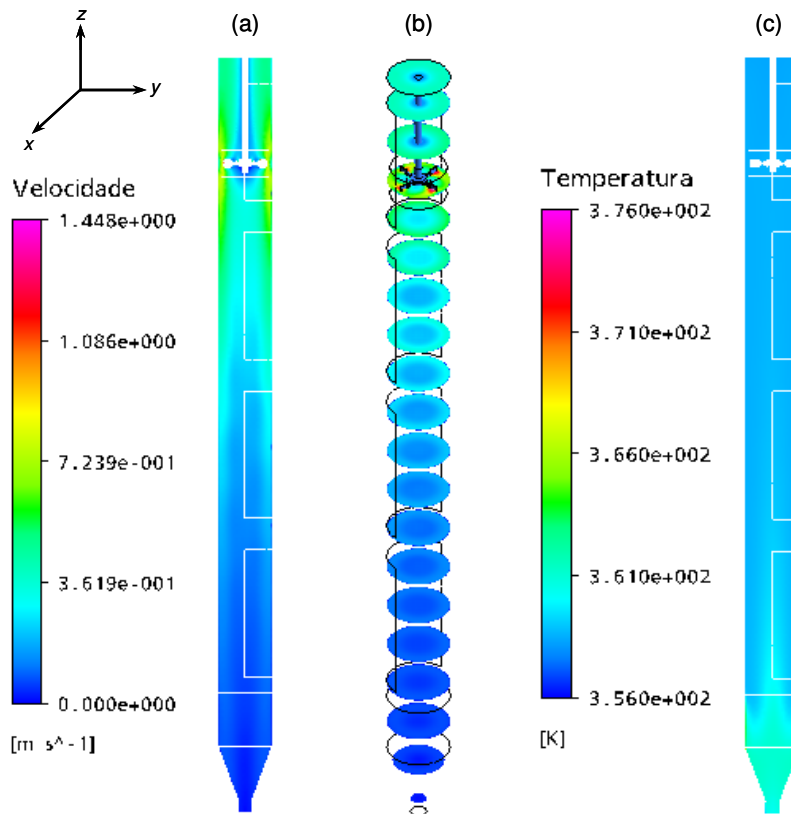 (a)
(b)
(c)
z
y
x
Velocidade
1.448e+000
1.086e+000
7.239e-001
3.619e-001
0.000e+000
[m s^-1]
Temperatura
3.760e+002
3.710e+002
3.660e+002
3.610e+002
3.560e+002
[K]